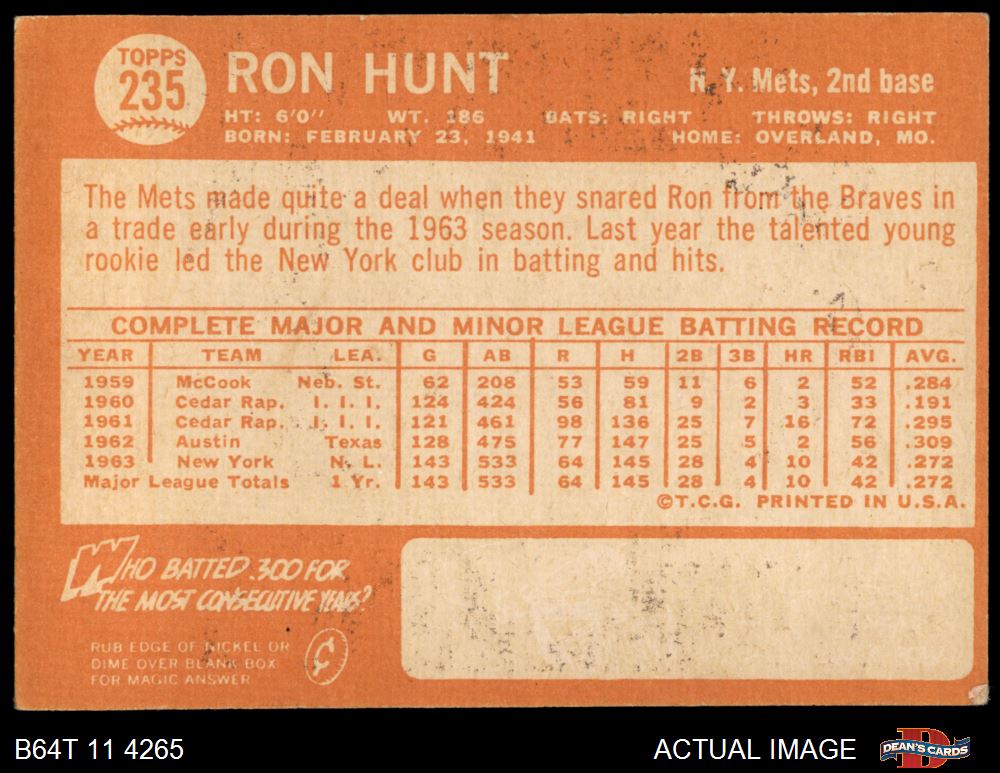 TOPPS
235
RON HUNT
N. Y. Mets, 2nd base
HT: 6'0" WT. 186 BATS: RIGHT THROWS: RIGHT
BORN: FEBRUARY 23, 1941 HOME: OVERLAND, MO.
The Mets made quite a deal when they snared Ron from the Braves in
a trade early during the 1963 season. Last year the talented young
rookie led the New York club in batting and hits.
COMPLETE MAJOR AND MINOR LEAGUE BATTING RECORD
YEAR TEAM LEA. G AB R H 2B 3B HR RBI AVG.
1959 McCook Neb. St. 62 208 53 59 11 6 2 52 .284
1960 Cedar Rap. I. I. I. 124 424 56 81 9 2 3 33 .191
1961 Cedar Rap. I. I. I. 121 461 98 136 25 7 16 72 .295
1962 Austin Texas 128 475 77 147 25 5 2 56 .309
1963 New York N. L. 143 533 64 145 28 4 10 42 .272
Major League Totals 1 Yr. 143 533 64 145 28 4 10 42 .272
©T.C.G. PRINTED IN U.S.A.
WHO BATTED .300 FOR
THE MOST CONSECUTIVE YEARS?
RUB EDGE OF NICKEL OR
DIME OVER BLANK BOX
FOR MAGIC ANSWER
¢
B64T 11 4265
ACTUAL IMAGE
DEAN'S CARDS